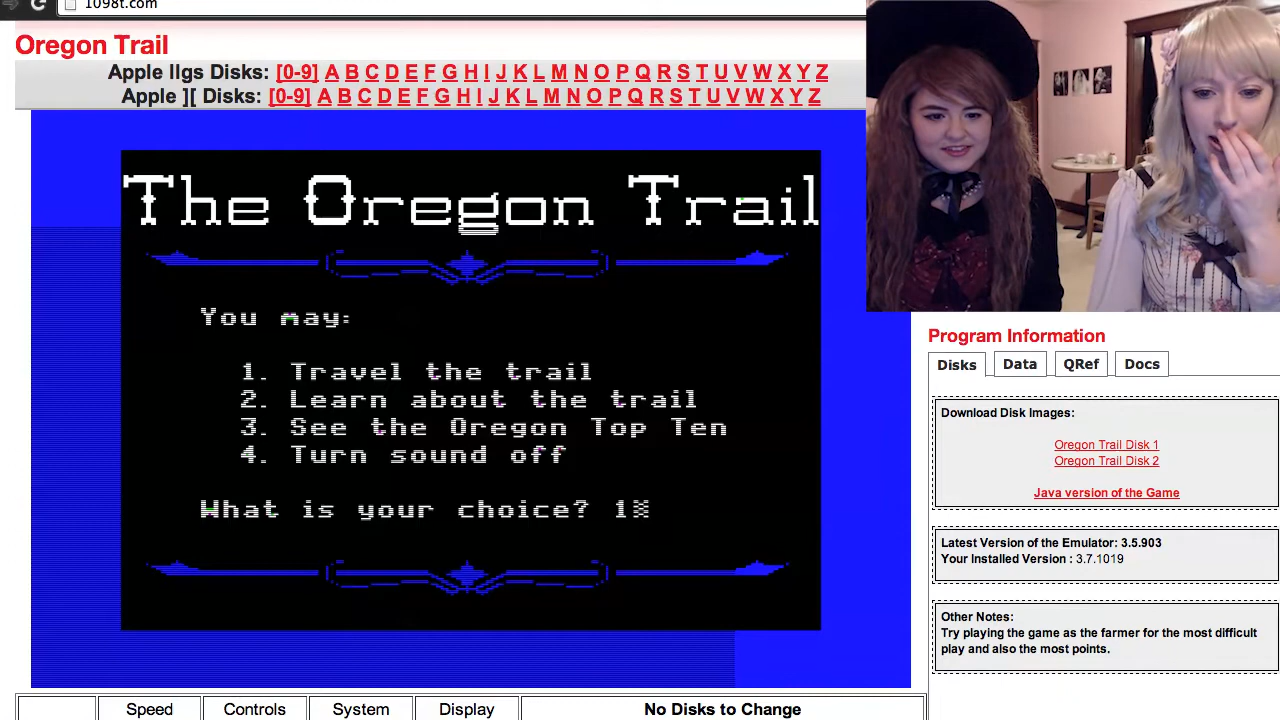 1098t.com
Oregon Trail
Apple IIgs Disks: [0-9] A B C D E F G H I J K L M N O P Q R S T U V W X Y Z
Apple ][ Disks: [0-9] A B C D E F G H I J K L M N O P Q R S T U V W X Y Z
The Oregon Trail
You may:
1. Travel the trail
2. Learn about the trail
3. See the Oregon Top Ten
4. Turn sound off
What is your choice? 1
Program Information
Disks Data QRef Docs
Download Disk Images:
Oregon Trail Disk 1
Oregon Trail Disk 2
Java version of the Game
Latest Version of the Emulator: 3.5.903
Your Installed Version : 3.7.1019
Other Notes:
Try playing the game as the farmer for the most difficult
play and also the most points.
Speed Controls System Display No Disks to Change